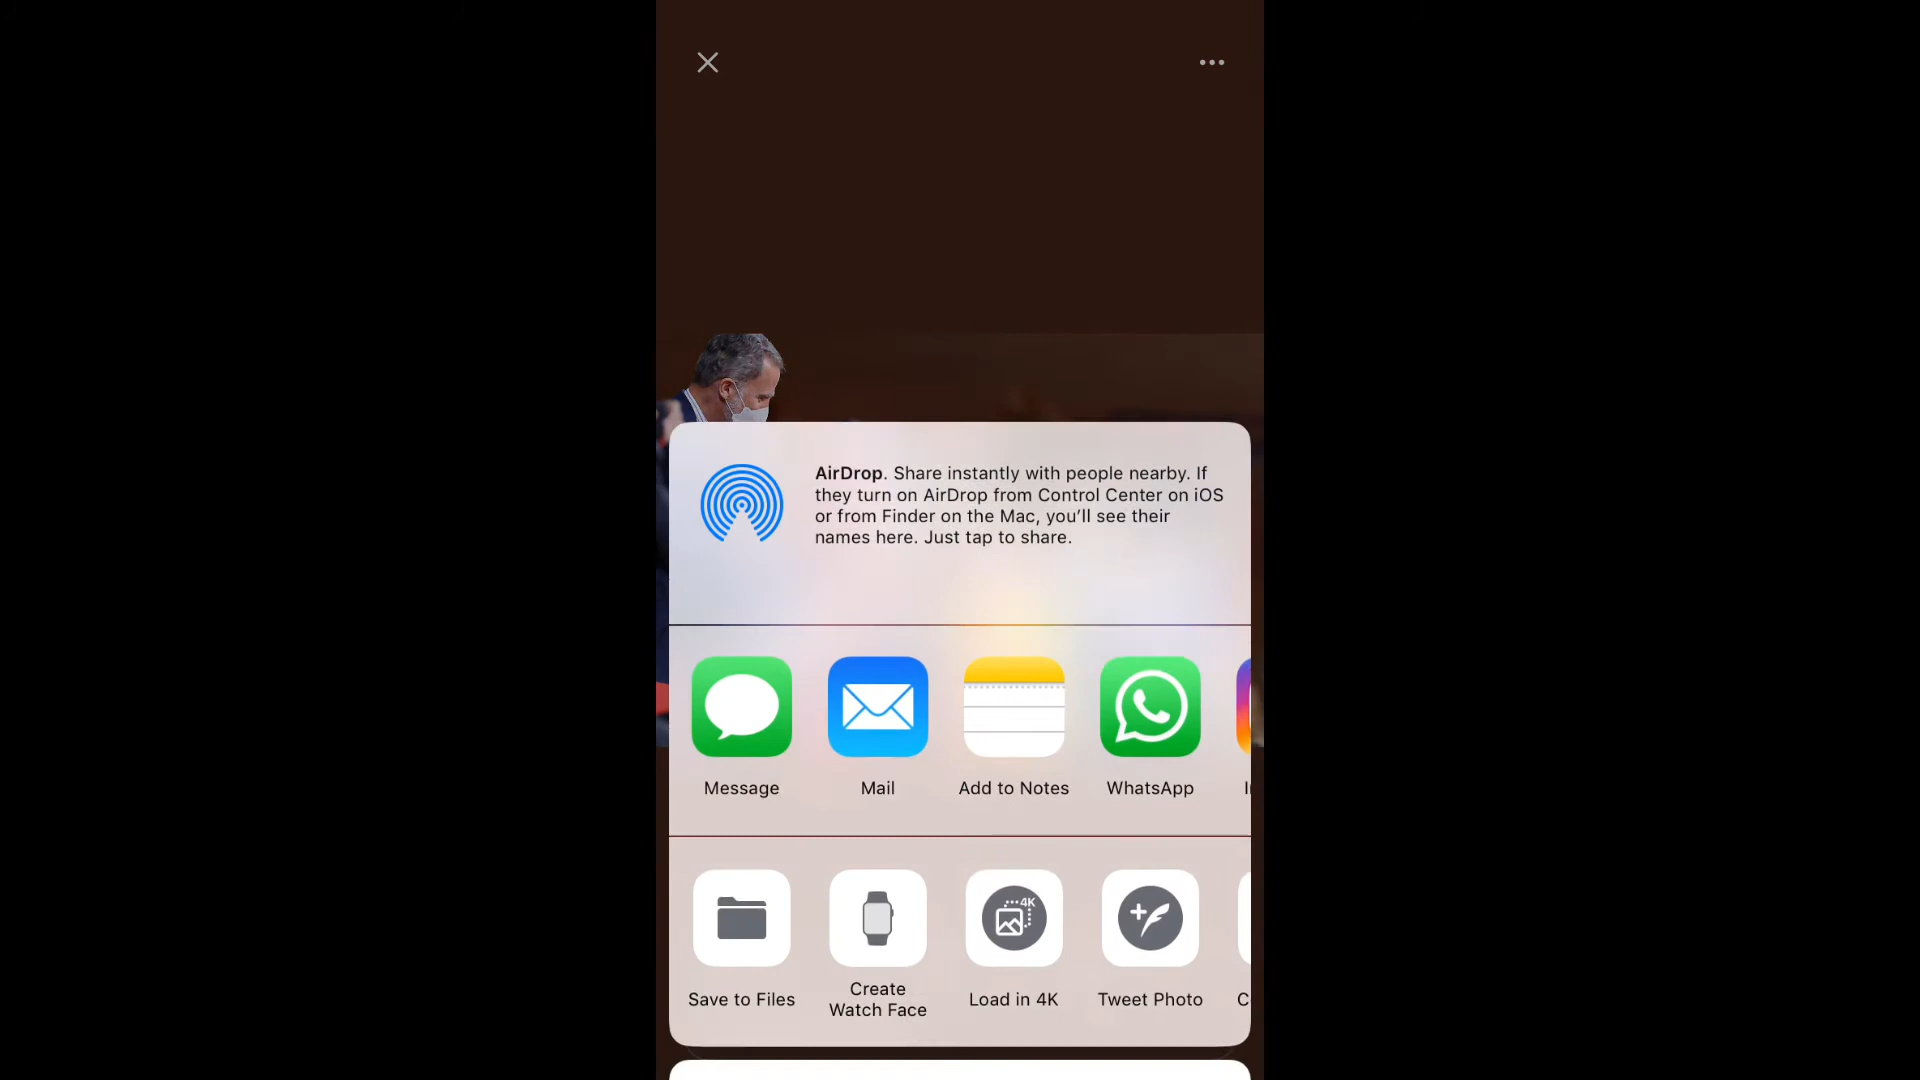 AirDrop. Share instantly with people nearby. If
they turn on AirDrop from Control Center on iOS
or from Finder on the Mac, you'll see their
names here. Just tap to share.
Message
Mail
Add to Notes
WhatsApp
4K
Save to Files
Create
Watch Face
Load in 4K
Tweet Photo